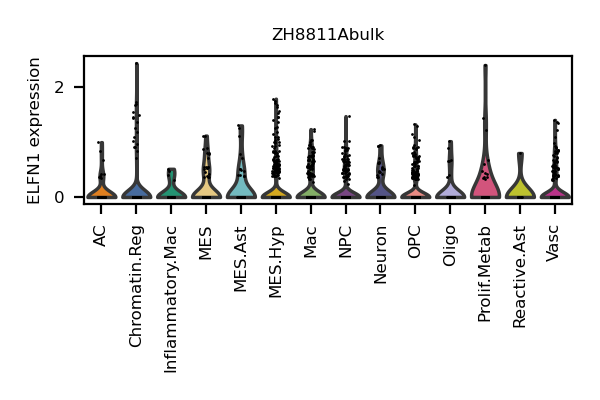 ZH8811Abulk
ELFN1 expression
2
0
AC
Chromatin.Reg
Inflammatory.Mac
MES
MES.Ast
MES.Hyp
Mac
NPC
Neuron
OPC
Oligo
Prolif.Metab
Reactive.Ast
Vasc